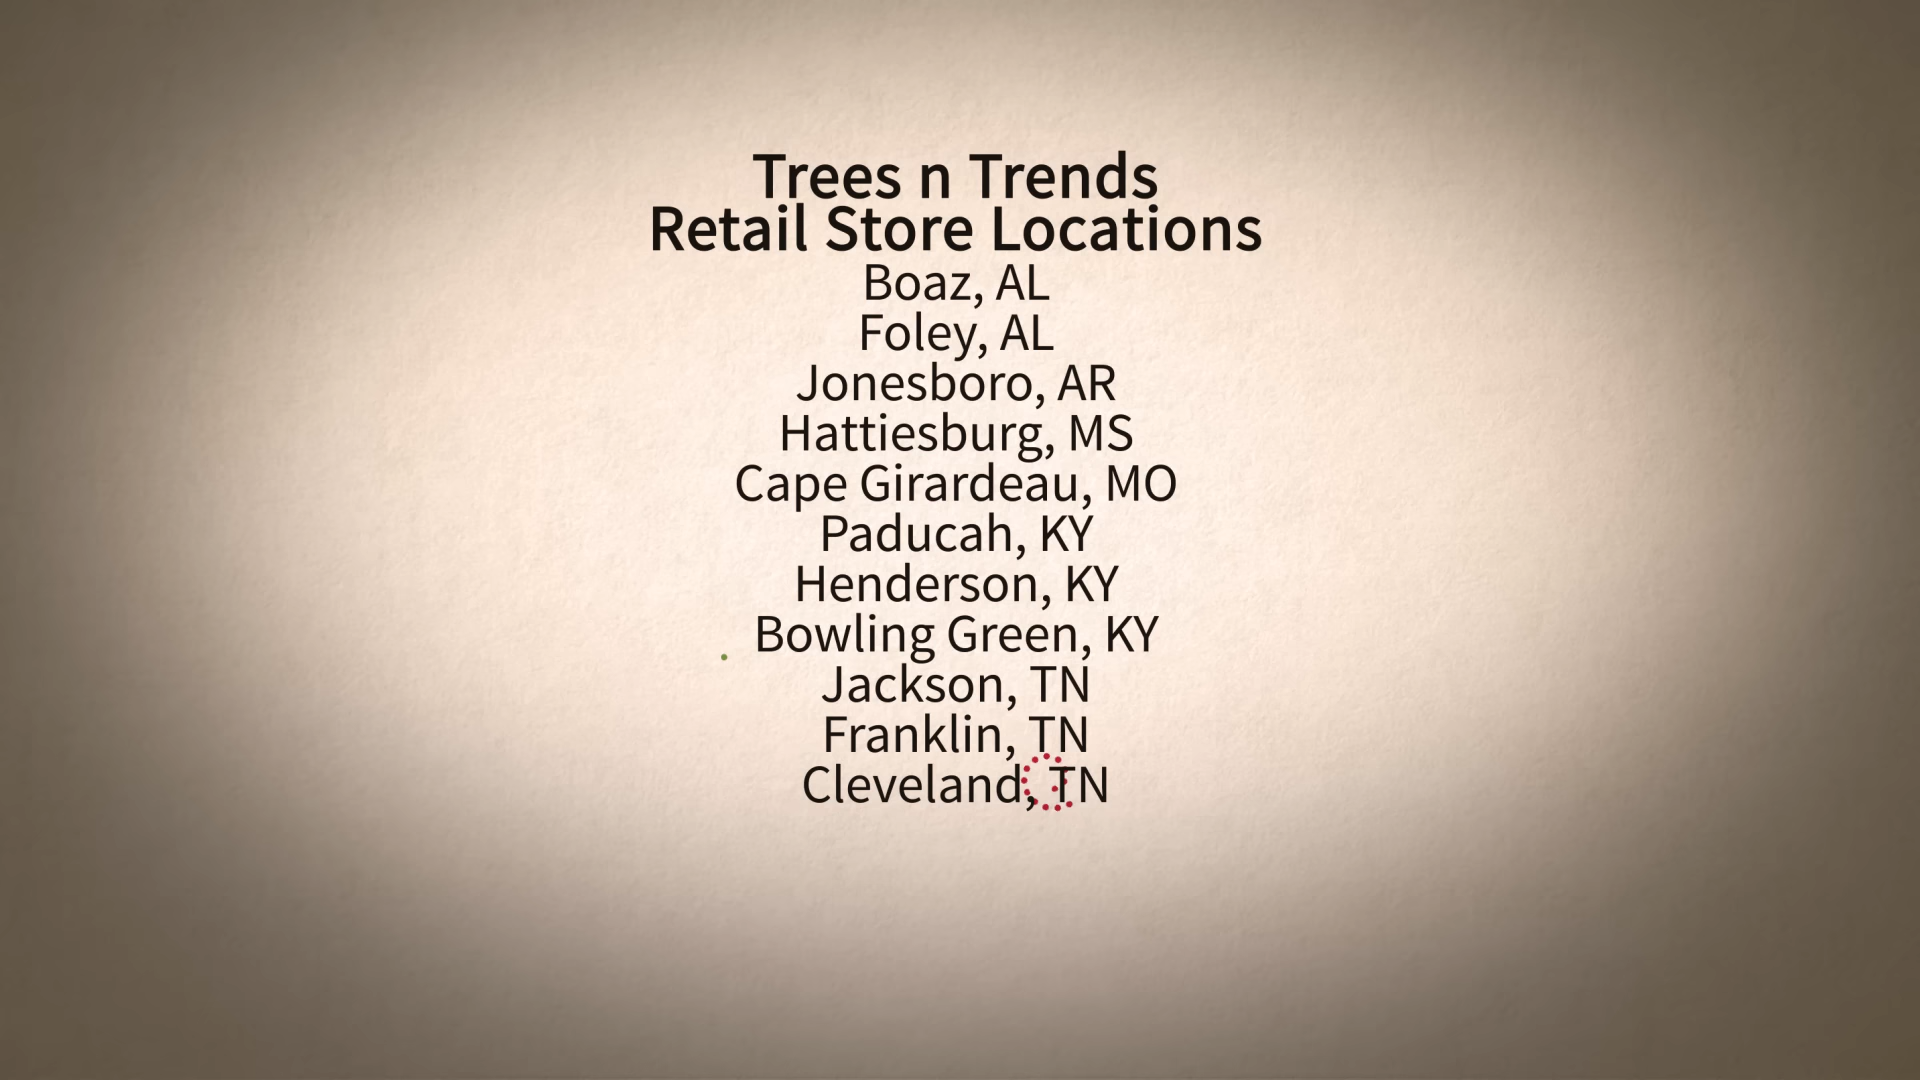 Trees n Trends
Retail Store Locations
Boaz, AL
Foley, AL
Jonesboro, AR
Hattiesburg, MS
Cape Girardeau, MO
Paducah, KY
Henderson, KY
Bowling Green, KY
Jackson, TN
Franklin, TN
Cleveland, TN